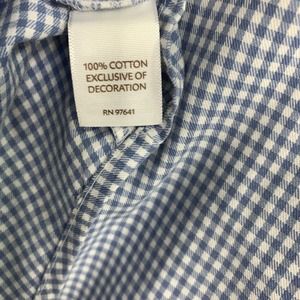 100% COTTON
EXCLUSIVE OF
DECORATION
RN 97641